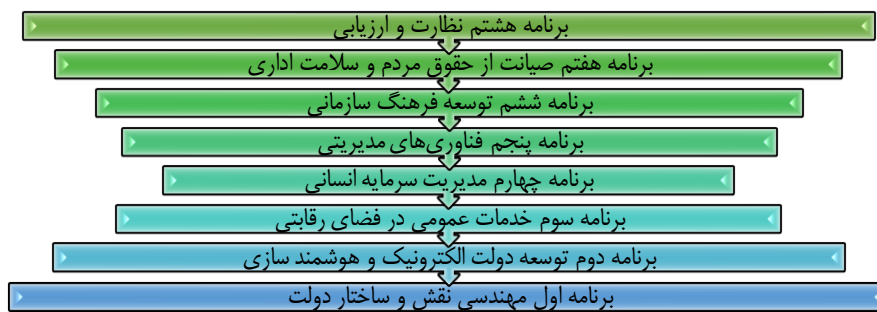 برنامه هشتم نظارت و ارزیابی
برنامه هفتم صیانت از حقوق مردم و سلامت اداری
برنامه ششم توسعه فرهنگ سازمانی
برنامه پنجم فناوری‌های مدیریتی
برنامه چهارم مدیریت سرمایه انسانی
برنامه سوم خدمات عمومی در فضای رقابتی
برنامه دوم توسعه دولت الکترونیک و هوشمند سازی
برنامه اول مهندسی نقش و ساختار دولت